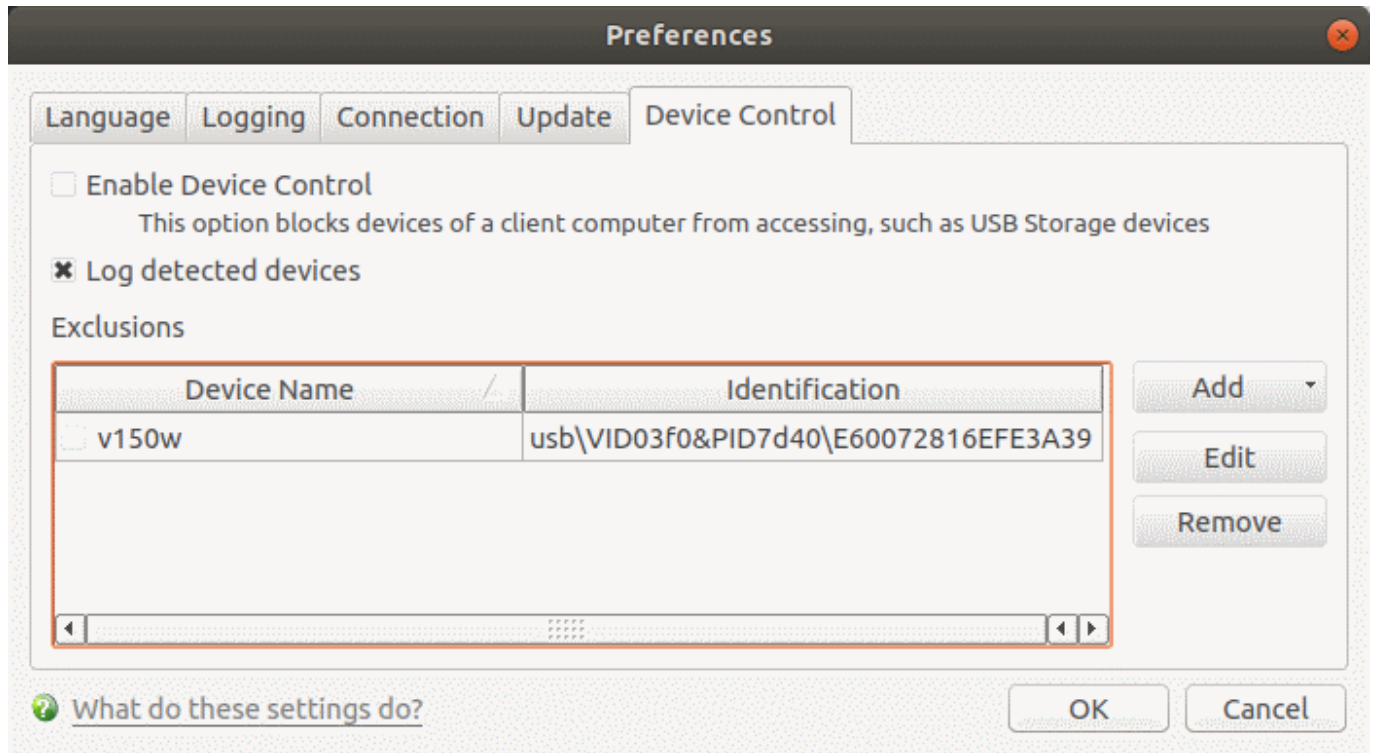 Preferences
Language Logging Connection Update Device Control
Enable Device Control
This option blocks devices of a client computer from accessing, such as USB Storage devices
Log detected devices
Exclusions
Device Name Identification Add
v150w usb\VID03f0&PID7d40\E60072816EFE3A39
Edit
Remove
What do these settings do? OK Cancel